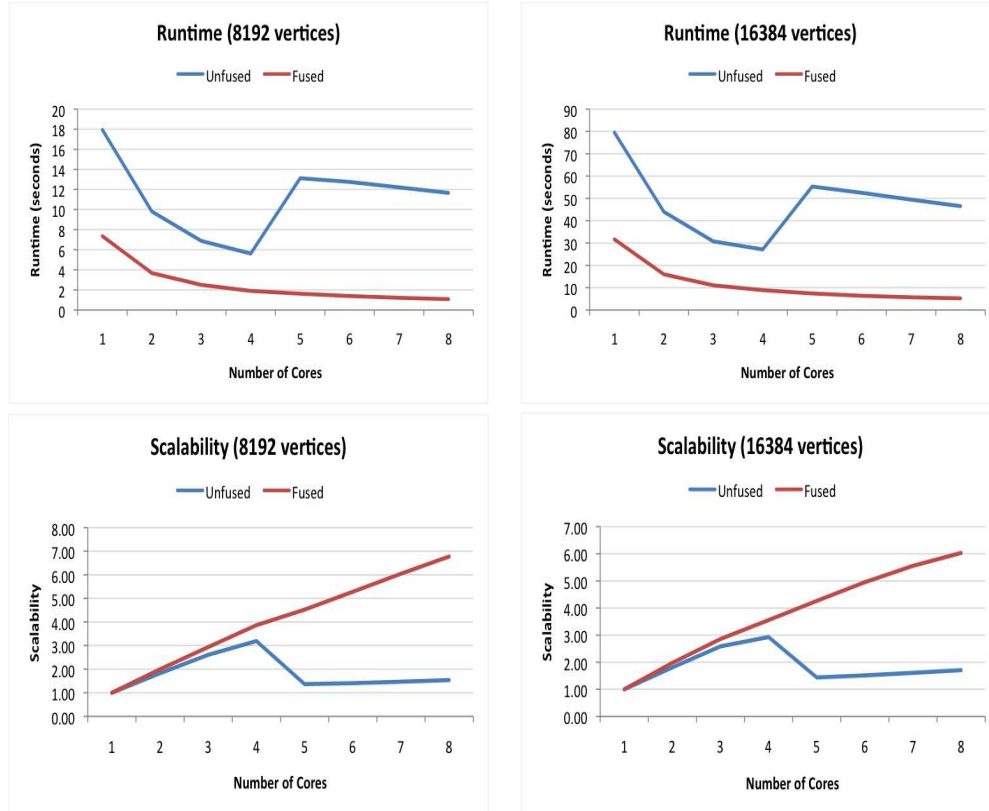 Runtime (8192 vertices)
Unfused Fused
20
18
16
14
12
10
8
6
4
2
0
Runtime (seconds)
1 2 3 4 5 6 7 8
Number of Cores
Runtime (16384 vertices)
Unfused Fused
90
80
70
60
50
40
30
20
10
0
Runtime (seconds)
1 2 3 4 5 6 7 8
Number of Cores
Scalability (8192 vertices)
Unfused Fused
8.00
7.00
6.00
5.00
4.00
3.00
2.00
1.00
0.00
Scalability
1 2 3 4 5 6 7 8
Number of Cores
Scalability (16384 vertices)
Unfused Fused
7.00
6.00
5.00
4.00
3.00
2.00
1.00
0.00
Scalability
1 2 3 4 5 6 7 8
Number of Cores